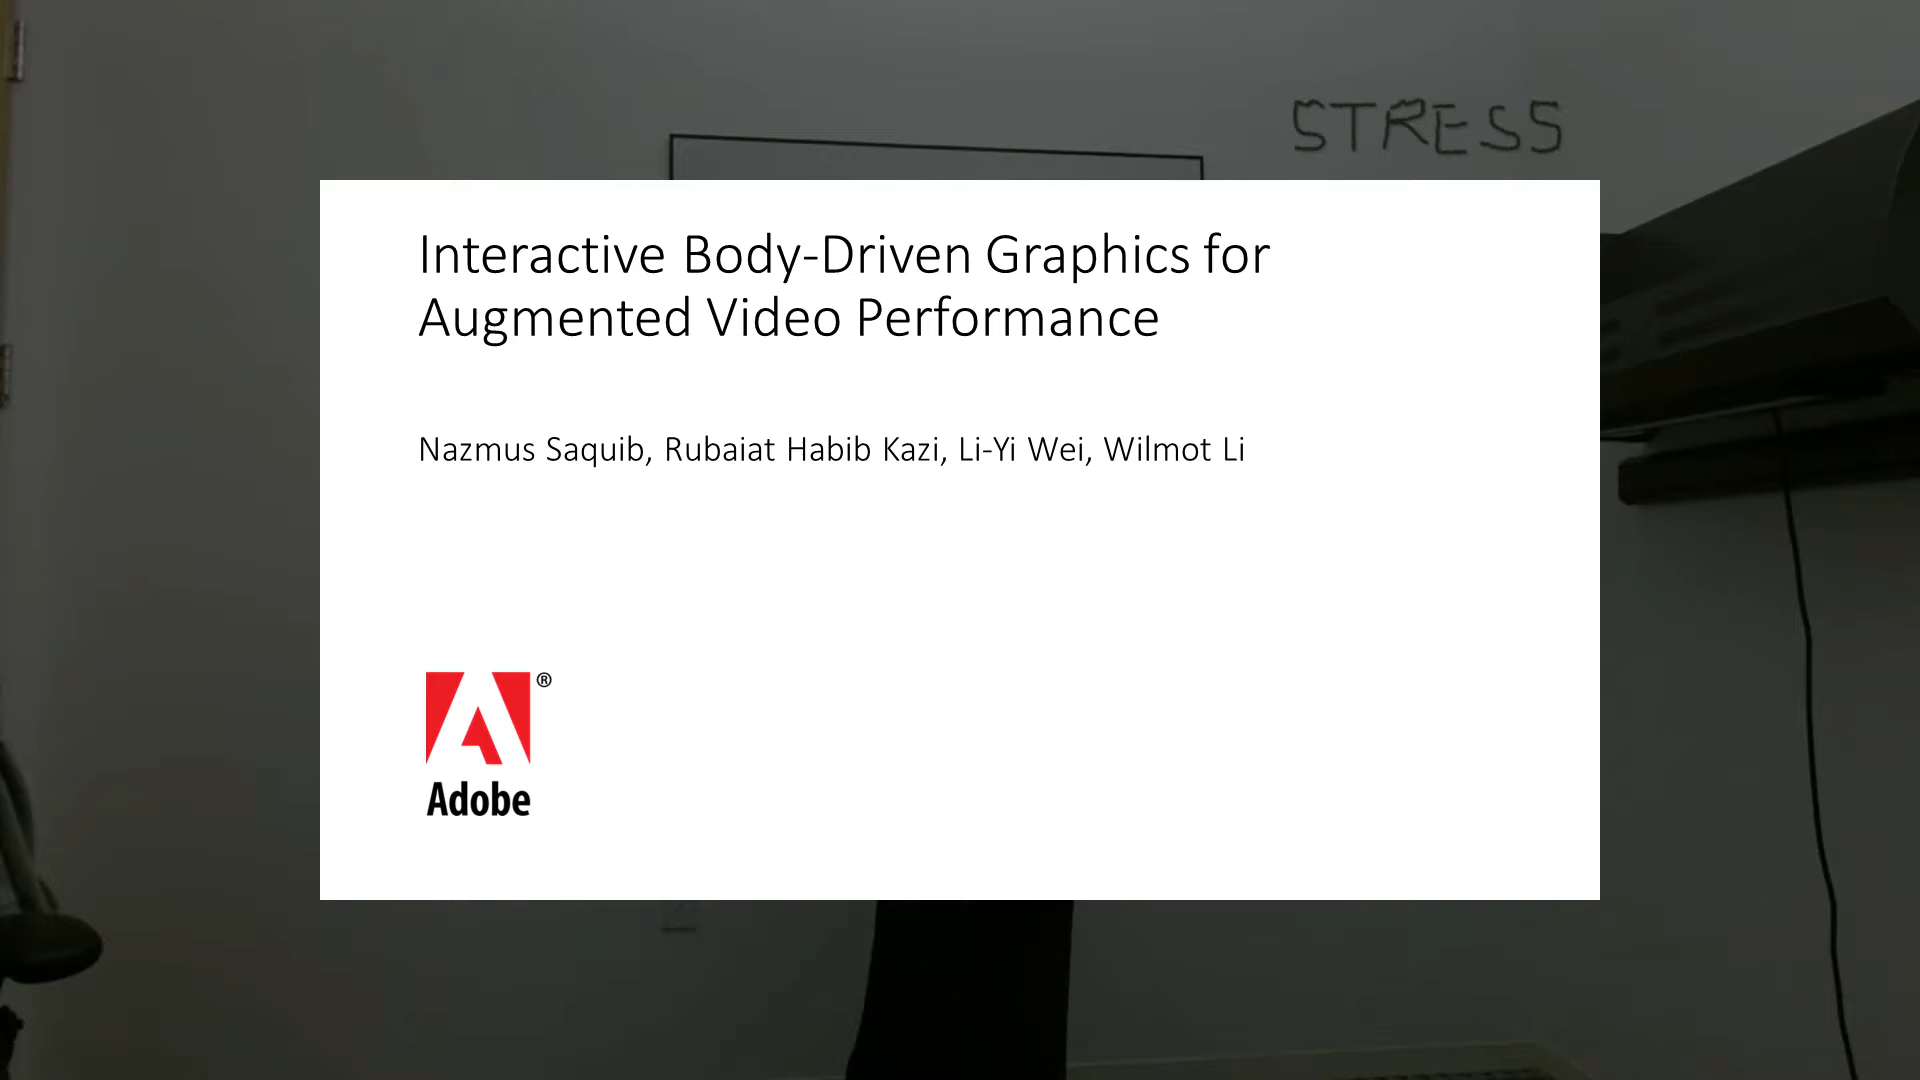 STRESS
Interactive Body-Driven Graphics for
Augmented Video Performance
Nazmus Saquib, Rubaiat Habib Kazi, Li-Yi Wei, Wilmot Li
®
Adobe